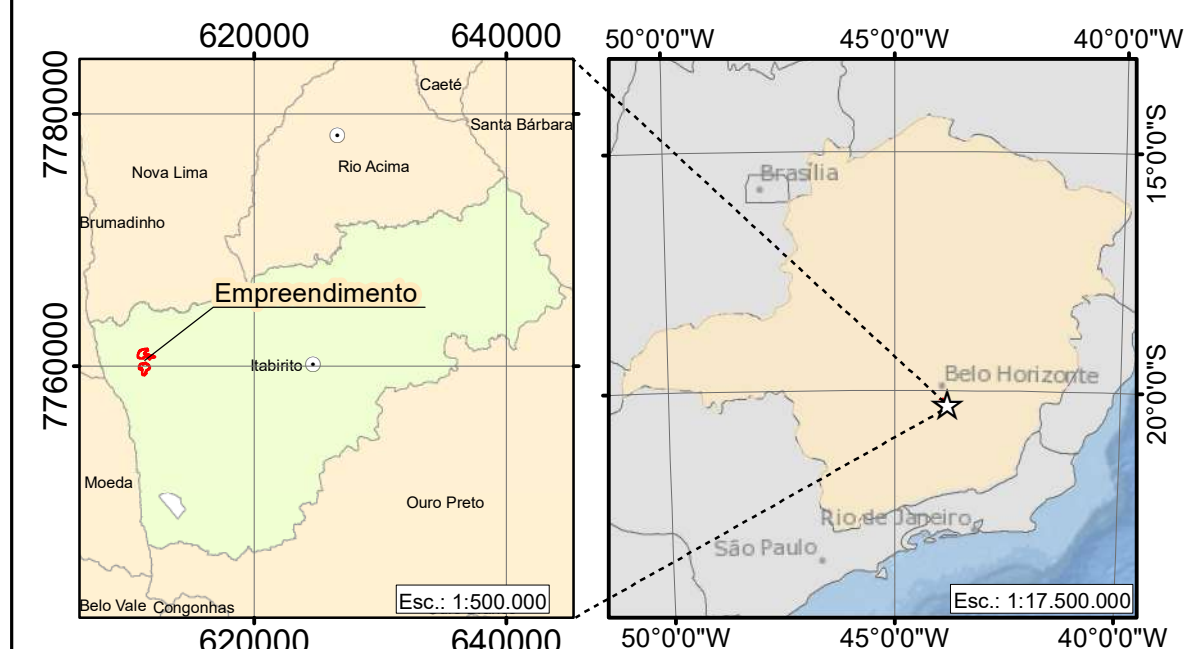 620000 640000
50°0'0"W 45°0'0"W 40°0'0"W
7780000
Caeté
Santa Bárbara
Nova Lima
Rio Acima
Brumadinho
Empreendimento
7760000
Itabirito
Moeda
Ouro Preto
Belo Vale
Congonhas
Esc.: 1:500.000
620000 640000
Brasília
15°0'0"S
Belo Horizonte
20°0'0"S
Rio de Janeiro
São Paulo
Esc.: 1:17.500.000
50°0'0"W 45°0'0"W 40°0'0"W